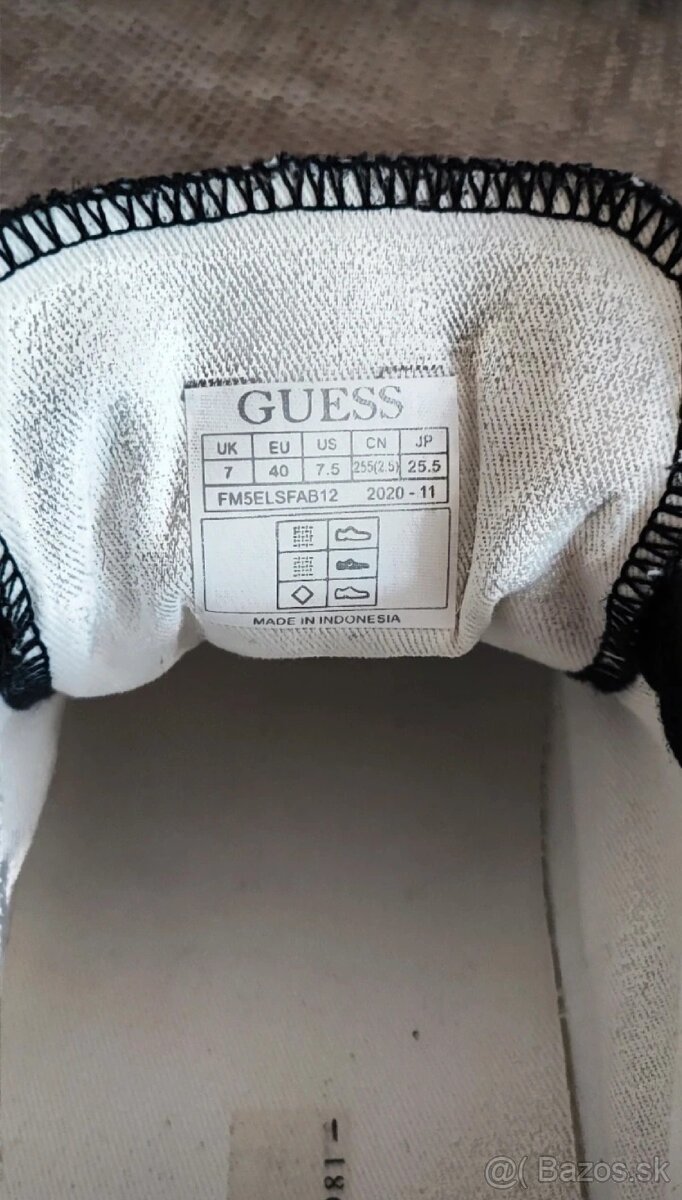 GUESS
UK EU US CN JP
7 40 7.5 255(2.5) 25.5
FM5ELSFAB12 2020-11
MADE IN INDONESIA
@( Bazos.sk